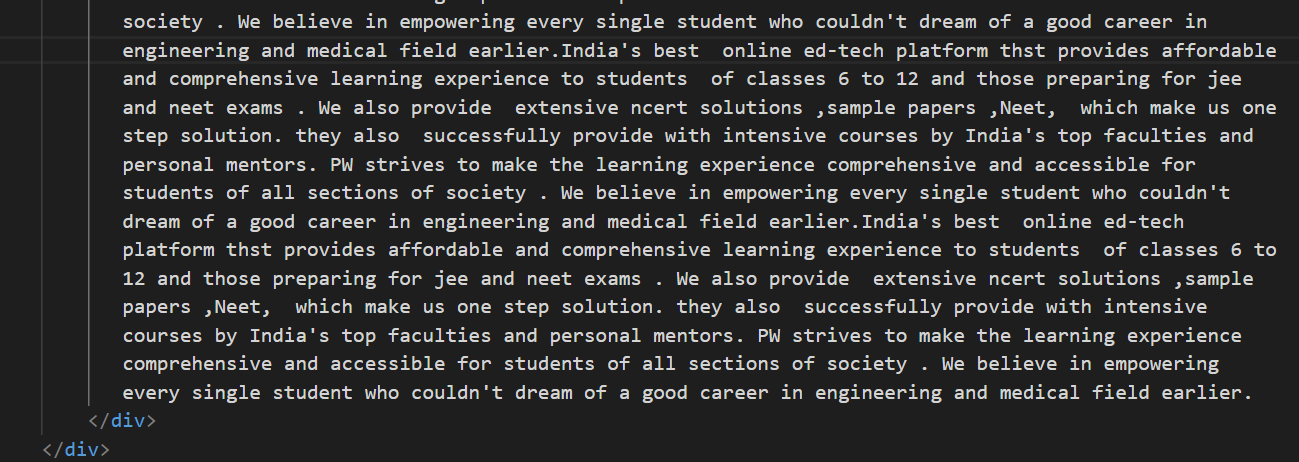 society . We believe in empowering every single student who couldn't dream of a good career in
engineering and medical field earlier.India's best  online ed-tech platform thst provides affordable
and comprehensive learning experience to students  of classes 6 to 12 and those preparing for jee
and neet exams . We also provide  extensive ncert solutions ,sample papers ,Neet,  which make us one
step solution. they also  successfully provide with intensive courses by India's top faculties and
personal mentors. PW strives to make the learning experience comprehensive and accessible for
students of all sections of society . We believe in empowering every single student who couldn't
dream of a good career in engineering and medical field earlier.India's best  online ed-tech
platform thst provides affordable and comprehensive learning experience to students  of classes 6 to
12 and those preparing for jee and neet exams . We also provide  extensive ncert solutions ,sample
papers ,Neet,  which make us one step solution. they also  successfully provide with intensive
courses by India's top faculties and personal mentors. PW strives to make the learning experience
comprehensive and accessible for students of all sections of society . We believe in empowering
every single student who couldn't dream of a good career in engineering and medical field earlier.
</div>
</div>